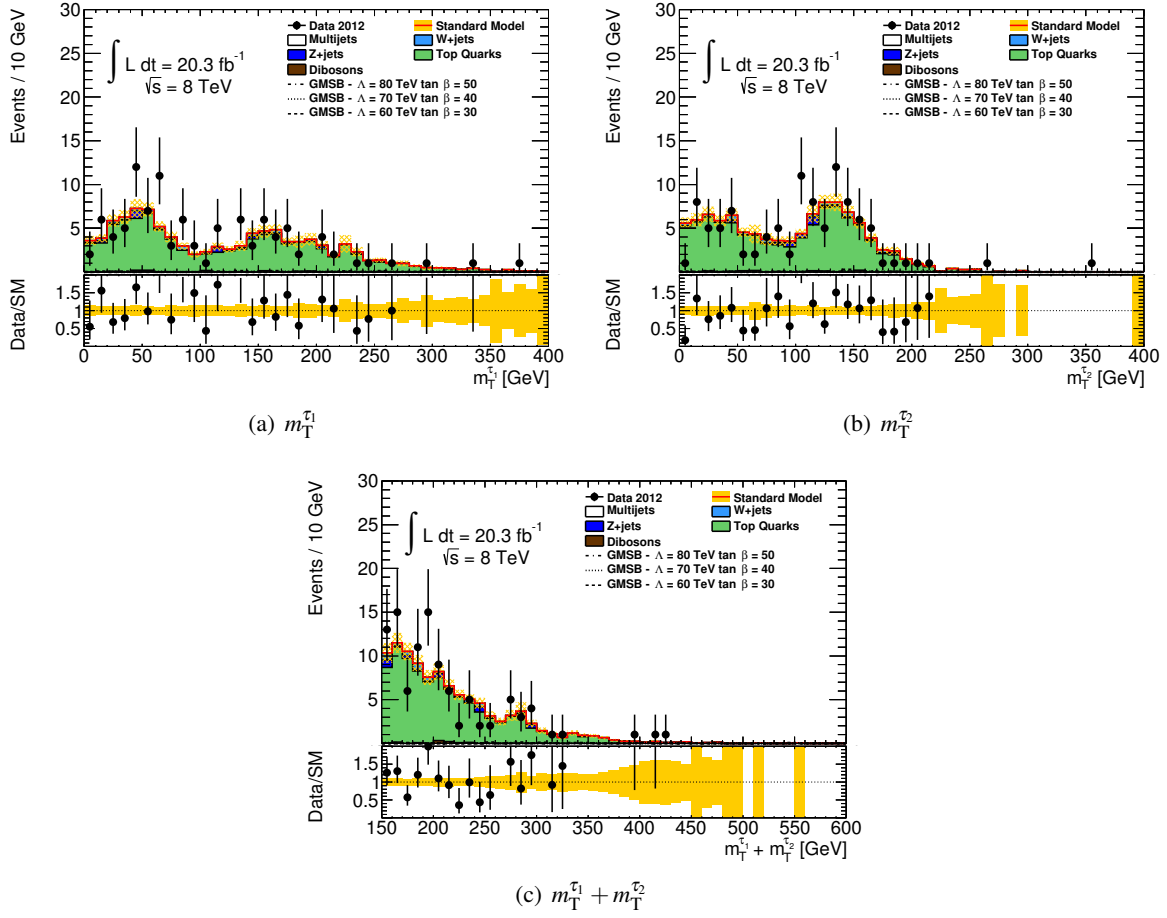 Events / 10 GeV
30
25
20
15
10
5
∫ L dt = 20.3 fb⁻¹
√s = 8 TeV
Data 2012
Standard Model
Multijets
W+jets
Z+jets
Top Quarks
Dibosons
GMSB - Λ = 80 TeV tan β = 50
GMSB - Λ = 70 TeV tan β = 40
GMSB - Λ = 60 TeV tan β = 30
Data/SM
1.5
1
0.5
0 50 100 150 200 250 300 350 400
m_T^τ₁ [GeV]
(a) m_T^τ₁
Events / 10 GeV
30
25
20
15
10
5
∫ L dt = 20.3 fb⁻¹
√s = 8 TeV
Data 2012
Standard Model
Multijets
W+jets
Z+jets
Top Quarks
Dibosons
GMSB - Λ = 80 TeV tan β = 50
GMSB - Λ = 70 TeV tan β = 40
GMSB - Λ = 60 TeV tan β = 30
Data/SM
1.5
1
0.5
0 50 100 150 200 250 300 350 400
m_T^τ₂ [GeV]
(b) m_T^τ₂
Events / 10 GeV
30
25
20
15
10
5
∫ L dt = 20.3 fb⁻¹
√s = 8 TeV
Data 2012
Standard Model
Multijets
W+jets
Z+jets
Top Quarks
Dibosons
GMSB - Λ = 80 TeV tan β = 50
GMSB - Λ = 70 TeV tan β = 40
GMSB - Λ = 60 TeV tan β = 30
Data/SM
1.5
1
0.5
150 200 250 300 350 400 450 500 550 600
m_T^τ₁ + m_T^τ₂ [GeV]
(c) m_T^τ₁ + m_T^τ₂